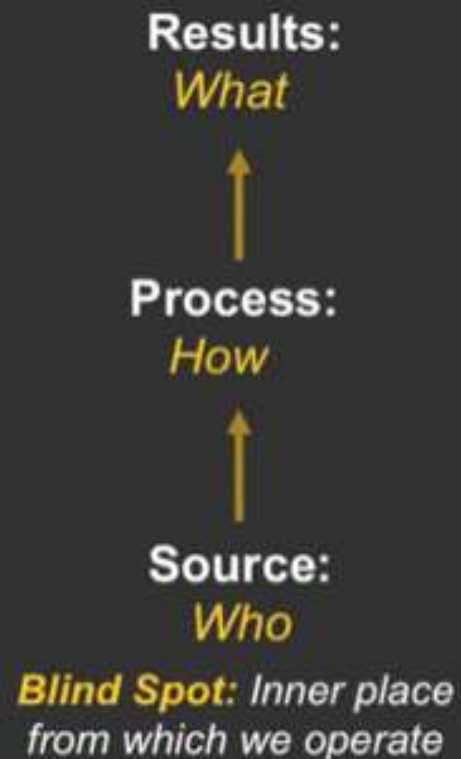 Results:
What
Process:
How
Source:
Who
Blind Spot: Inner place
from which we operate